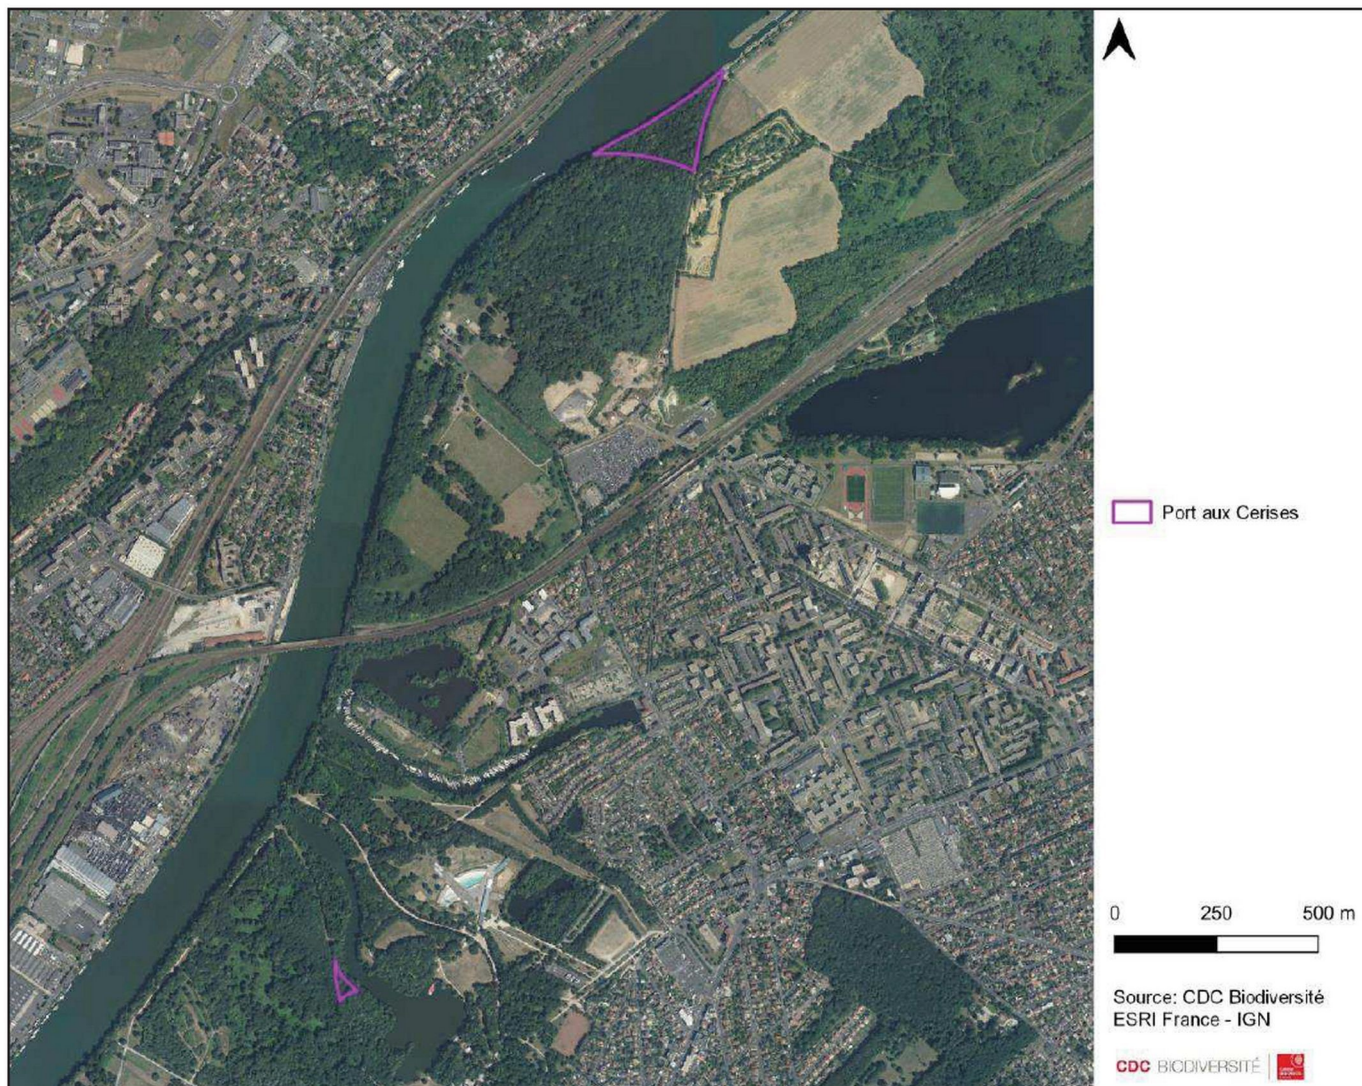 Port aux Cerises
0 250 500 m
Source: CDC Biodiversité
ESRI France - IGN
CDC BIODIVERSITÉ